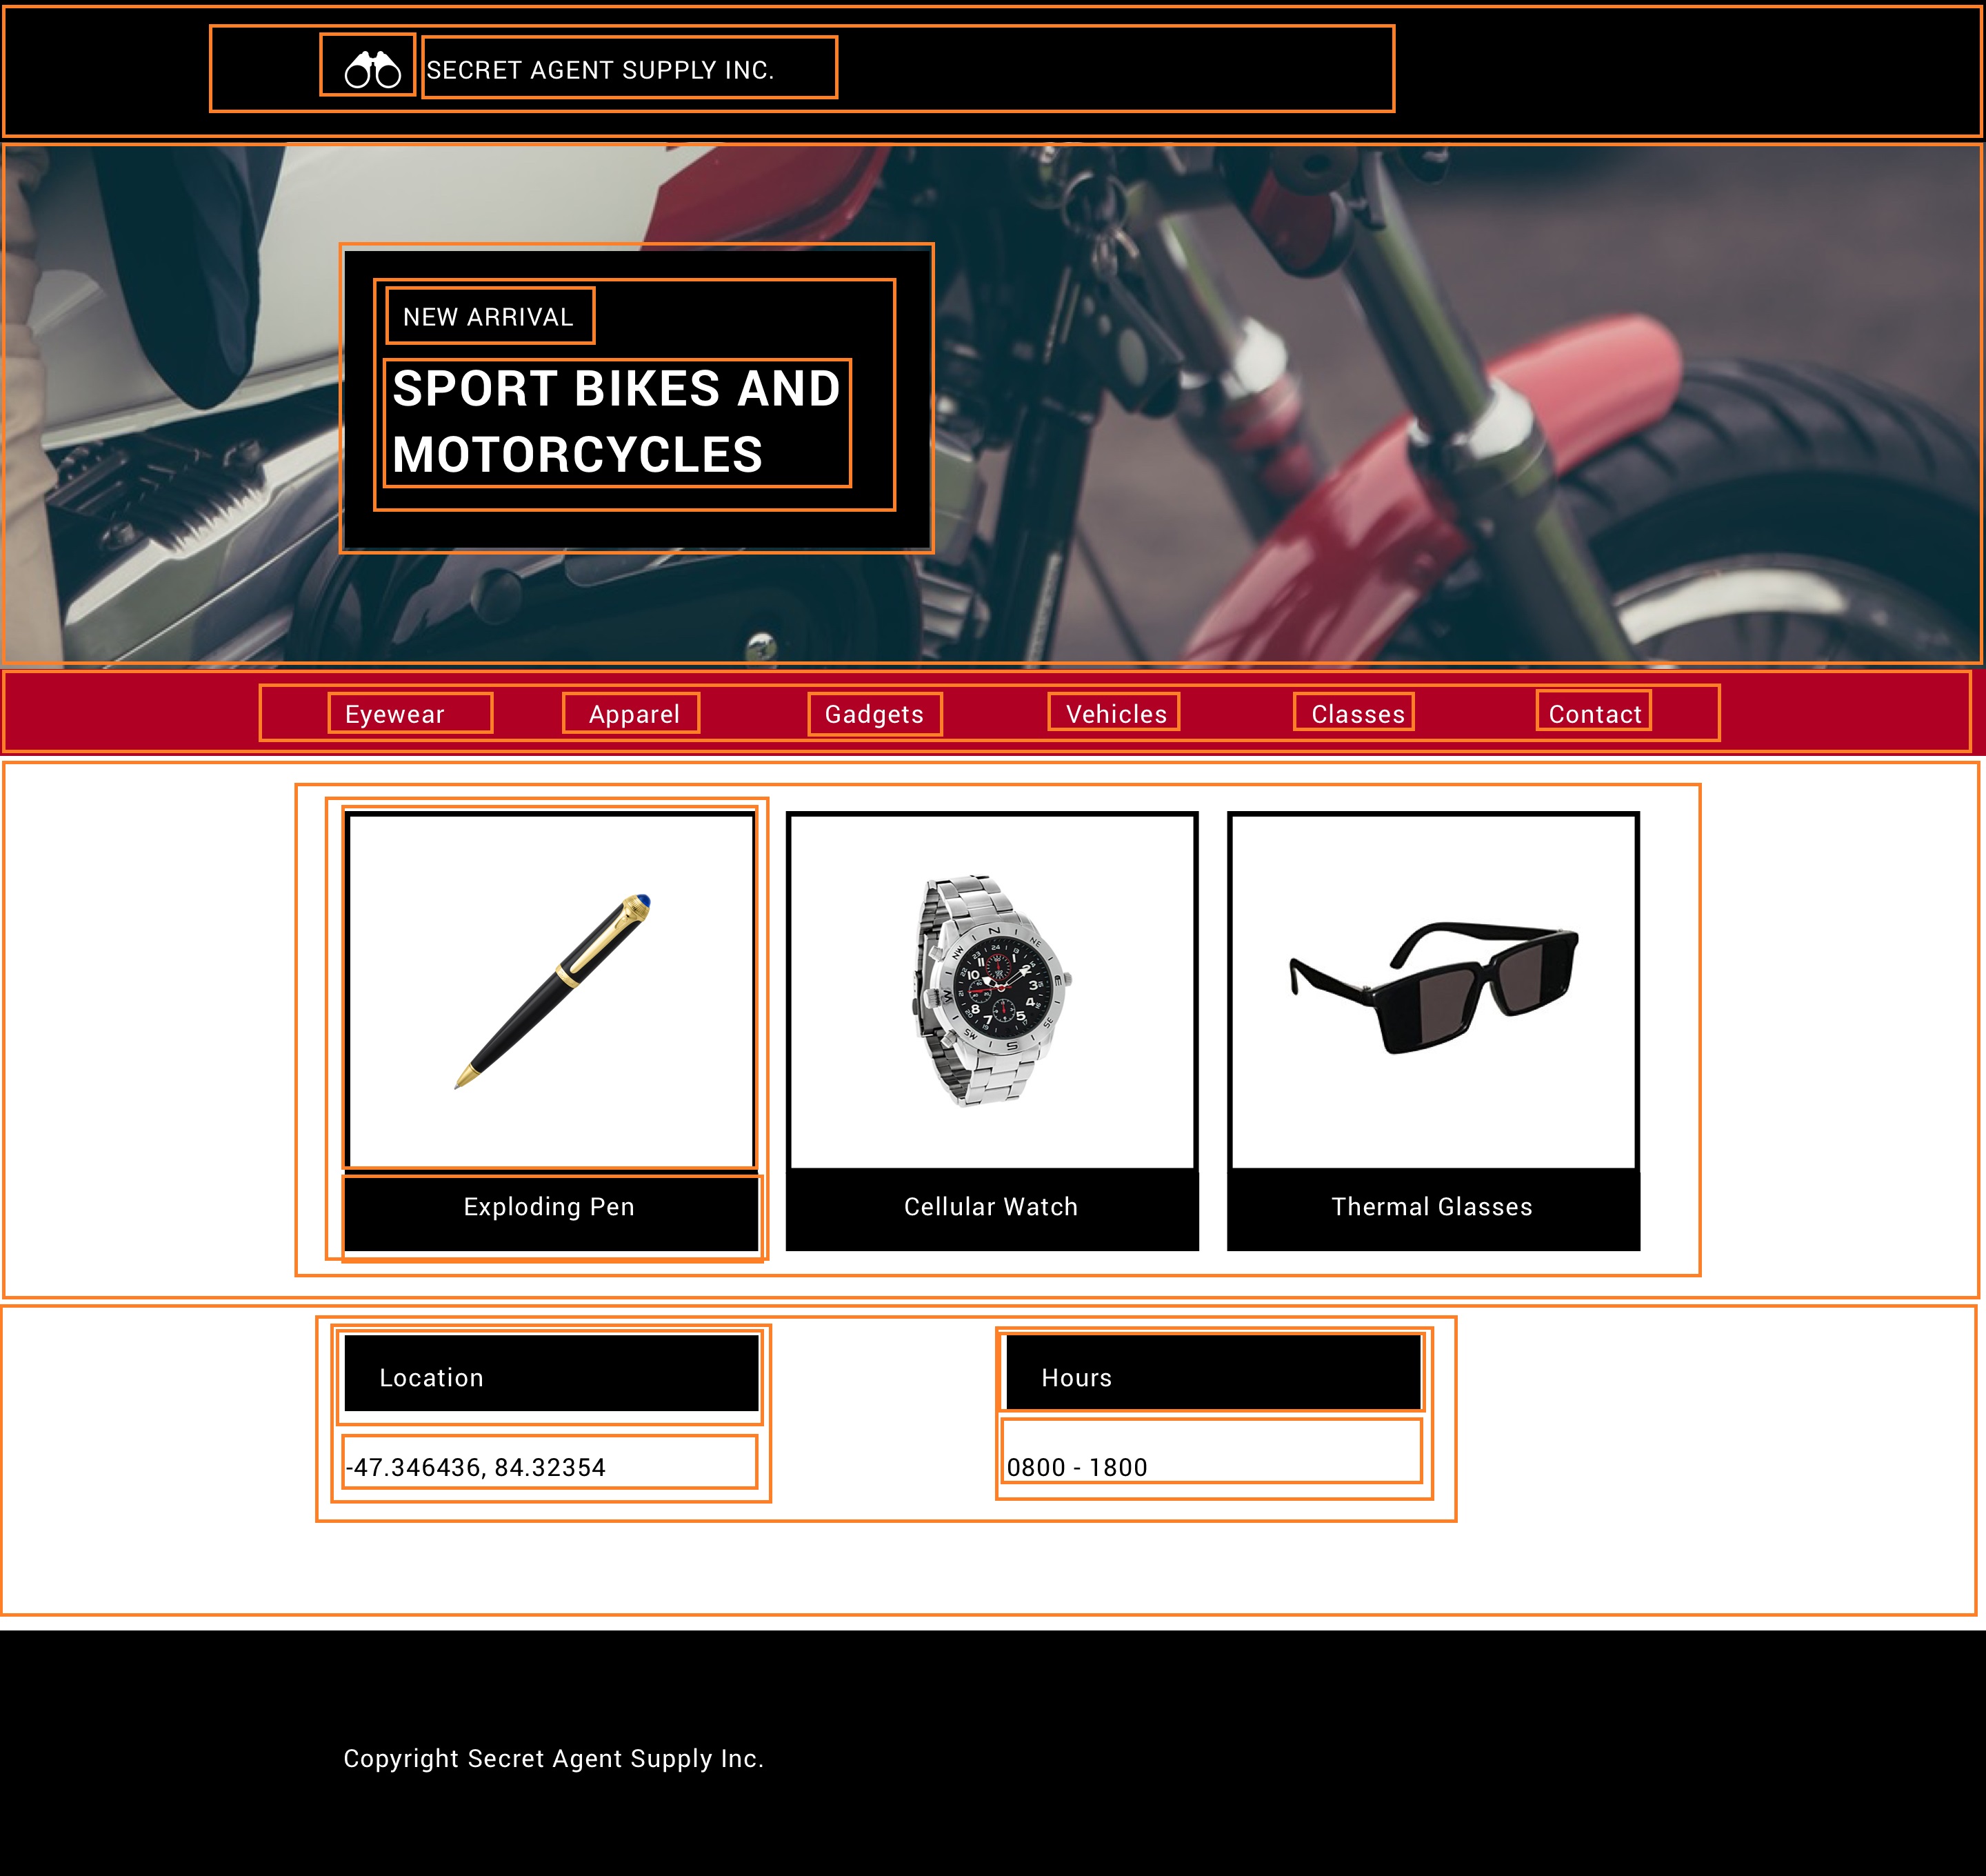 SECRET AGENT SUPPLY INC.
NEW ARRIVAL
SPORT BIKES AND
MOTORCYCLES
Eyewear Apparel Gadgets Vehicles Classes Contact
Exploding Pen Cellular Watch Thermal Glasses
Location Hours
-47.346436, 84.32354 0800 - 1800
Copyright Secret Agent Supply Inc.